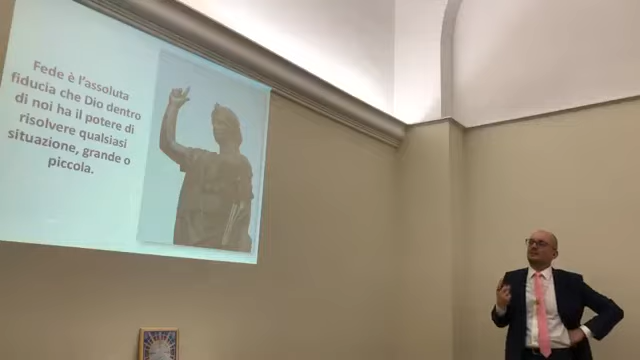 Fede è l'assoluta
fiducia che Dio dentro
di noi ha il potere di
risolvere qualsiasi
situazione, grande o
piccola.